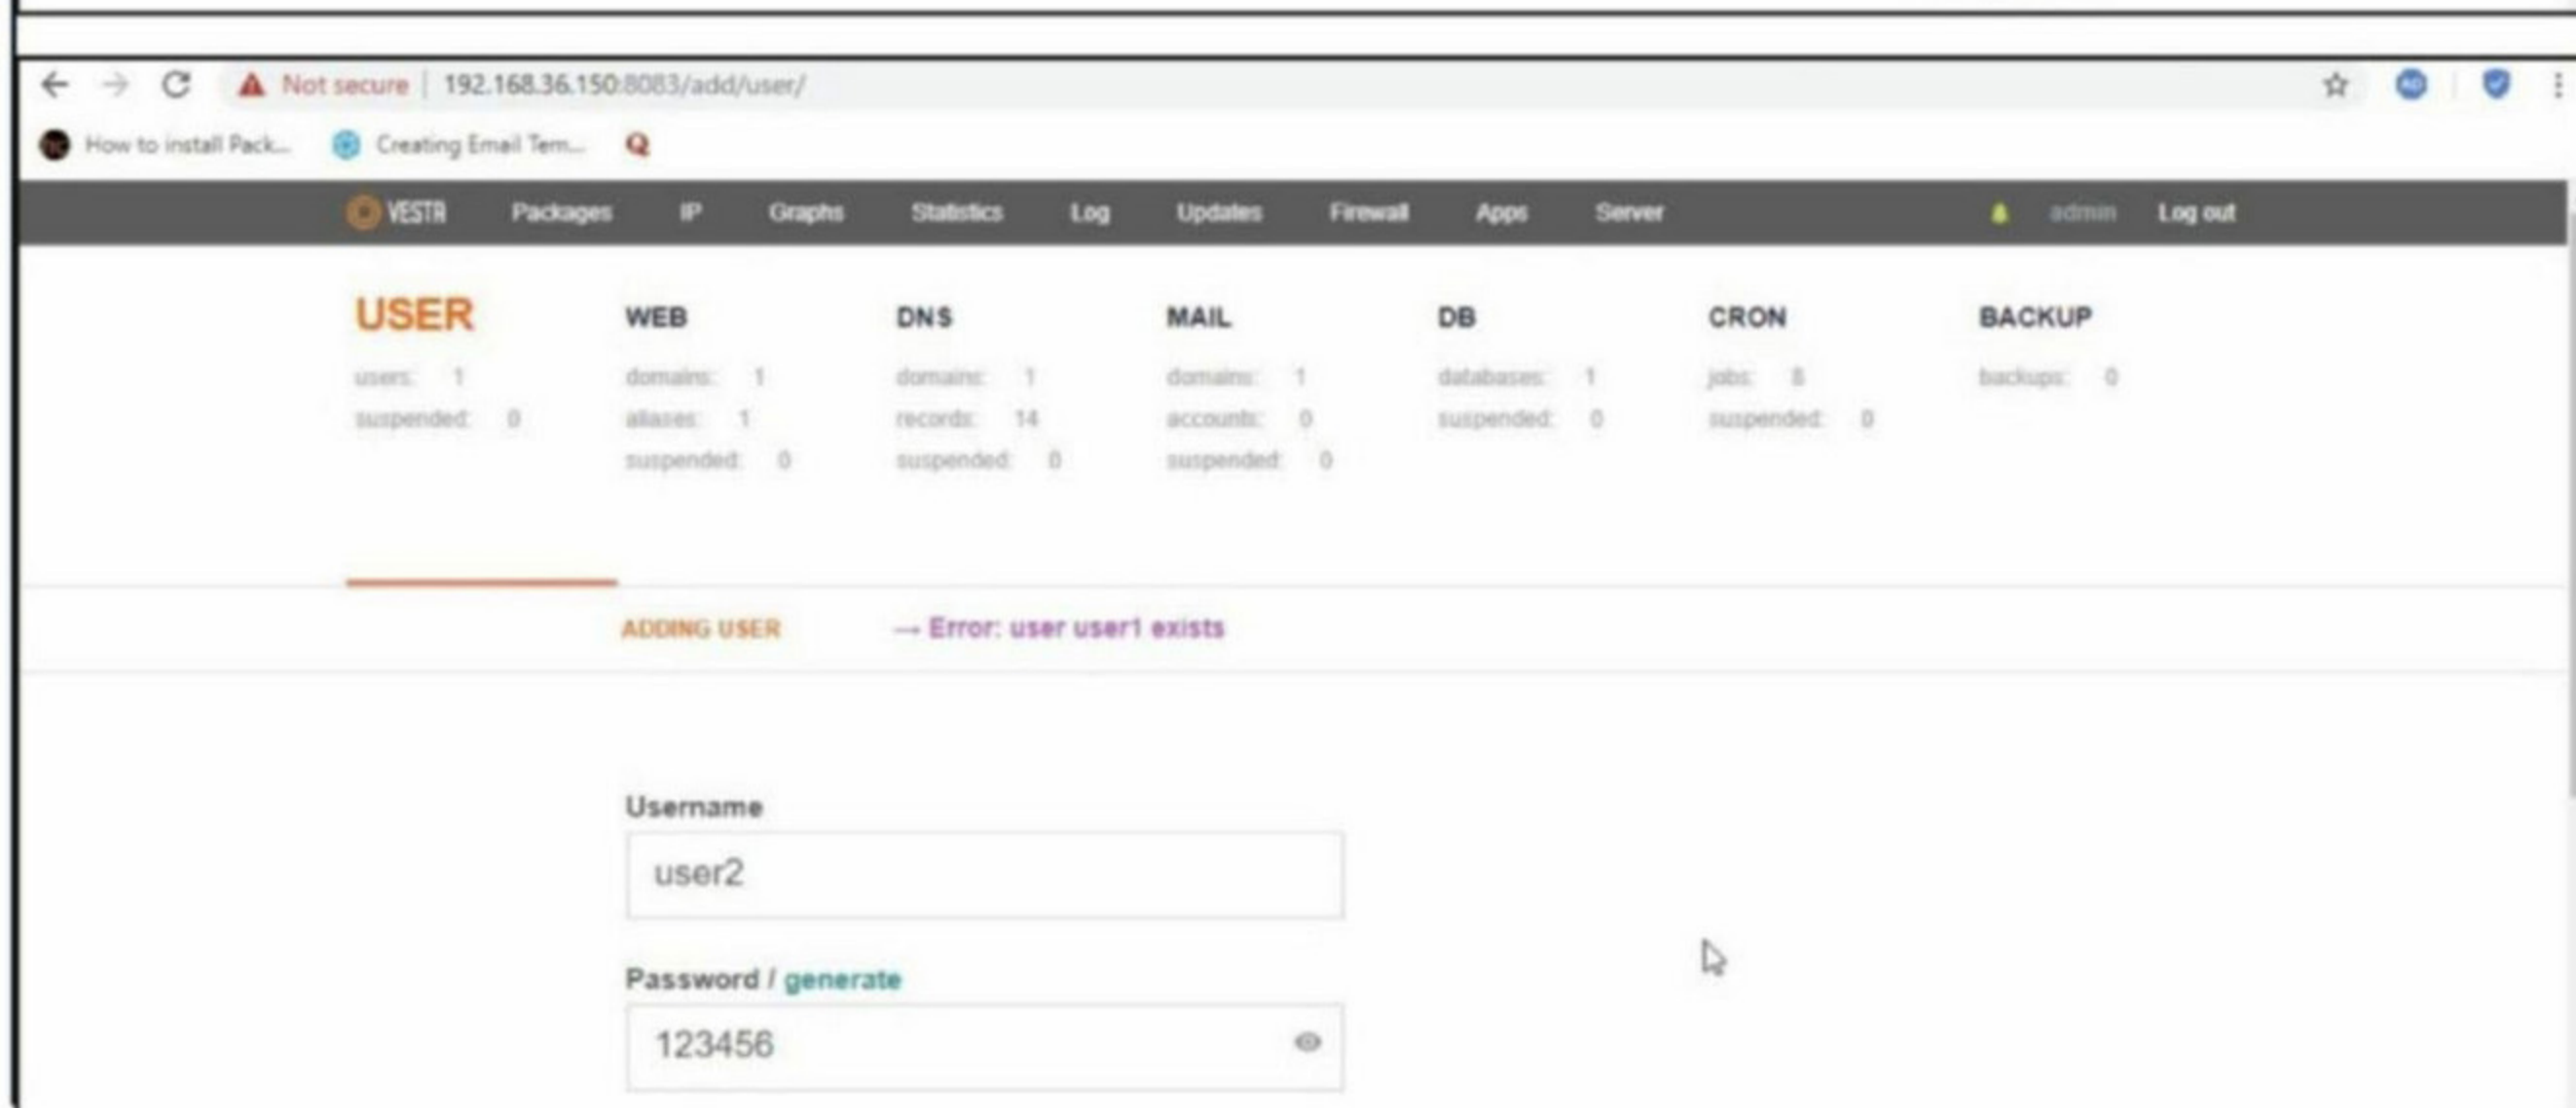 Not secure | 192.168.36.150:8083/add/user/
How to install Pack... Creating Email Tem... Q
VESTA Packages IP Graphs Statistics Log Updates Firewall Apps Server admin Log out
USER WEB DNS MAIL DB CRON BACKUP
users: 1 domains: 1 domains: 1 domains: 1 databases: 1 jobs: 8 backups: 0
suspended: 0 aliases: 1 records: 14 accounts: 0 suspended: 0 suspended: 0
suspended: 0 suspended: 0 suspended: 0
ADDING USER → Error: user user1 exists
Username
user2
Password / generate
123456